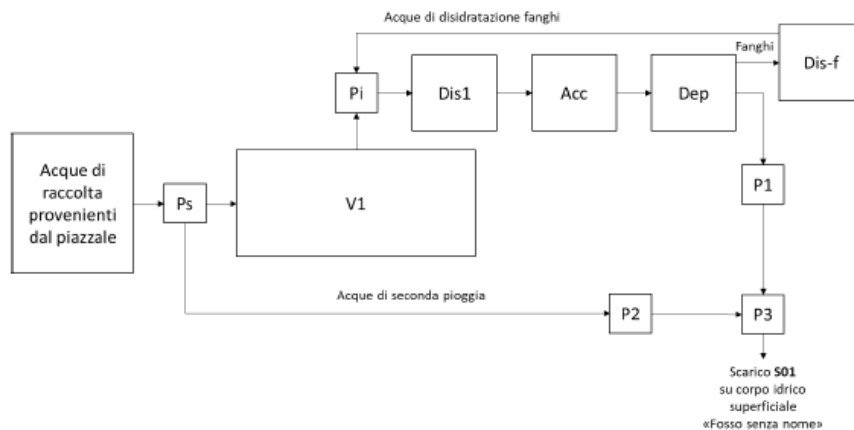 Acque di disidratazione fanghi
Fanghi
Dis-f
Pi
Dis1
Acc
Dep
Acque di
raccolta
provenienti
dal piazzale
Ps
V1
P1
Acque di seconda pioggia
P2
P3
Scarico S01
su corpo idrico
superficiale
«Fosso senza nome»